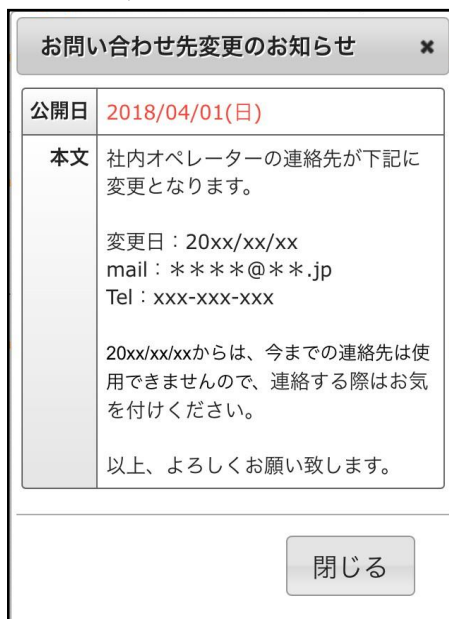 お問い合わせ先変更のお知らせ ✖
公開日 2018/04/01(日)
本文 社内オペレーターの連絡先が下記に
変更となります。
変更日：20xx/xx/xx
mail：＊＊＊＊@＊＊.jp
Tel：xxx-xxx-xxx
20xx/xx/xxからは、今までの連絡先は使
用できませんので、連絡する際はお気
を付けください。
以上、よろしくお願い致します。
閉じる